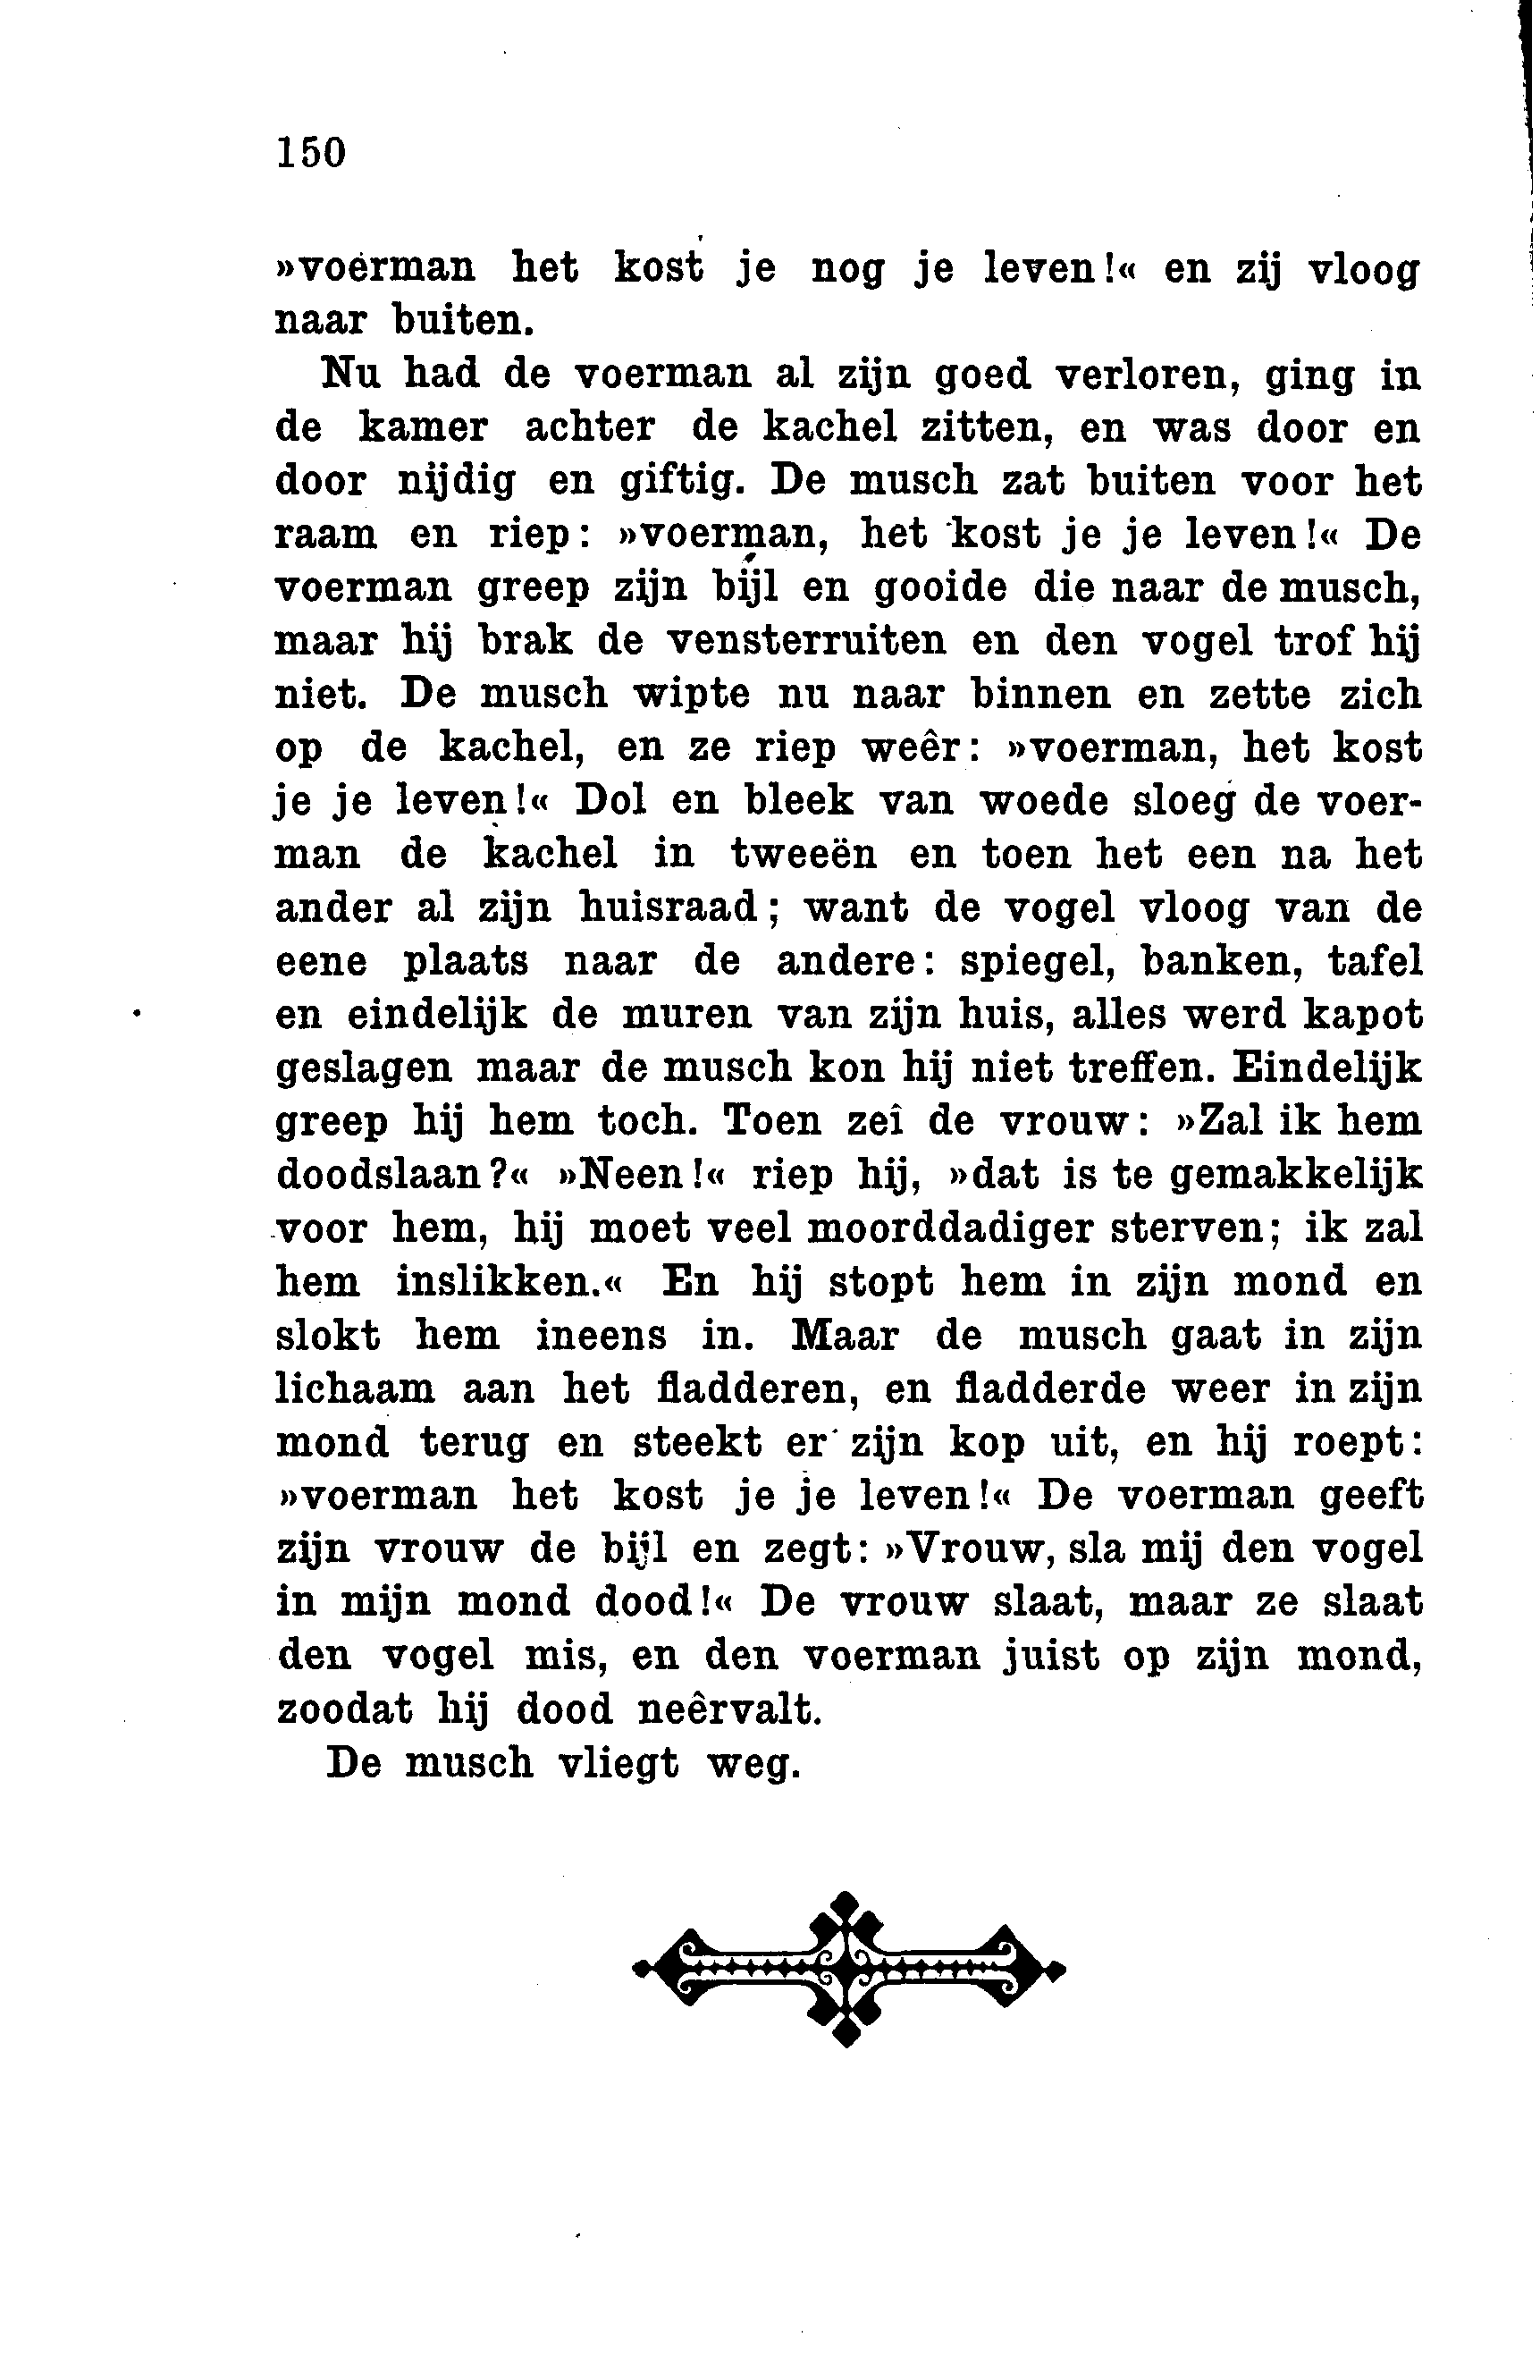 150
»voerman het kost je nog je leven!« en zij vloog
naar buiten.
Nu had de voerman al zijn goed verloren, ging in
de kamer achter de kachel zitten, en was door en
door nijdig en giftig. De musch zat buiten voor het
raam en riep: »voerman, het kost je je leven!« De
voerman greep zijn bijl en gooide die naar de musch,
maar hij brak de vensterruiten en den vogel trof hij
niet. De musch wipte nu naar binnen en zette zich
op de kachel, en ze riep weêr: »voerman, het kost
je je leven!« Dol en bleek van woede sloeg de voer-
man de kachel in tweeën en toen het een na het
ander al zijn huisraad; want de vogel vloog van de
eene plaats naar de andere: spiegel, banken, tafel
en eindelijk de muren van zijn huis, alles werd kapot
geslagen maar de musch kon hij niet treffen. Eindelijk
greep hij hem toch. Toen zei de vrouw: »Zal ik hem
doodslaan?« »Neen!« riep hij, »dat is te gemakkelijk
voor hem, hij moet veel moorddadiger sterven; ik zal
hem inslikken.« En hij stopt hem in zijn mond en
slokt hem ineens in. Maar de musch gaat in zijn
lichaam aan het fladderen, en fladderde weer in zijn
mond terug en steekt er zijn kop uit, en hij roept:
»voerman het kost je je leven!« De voerman geeft
zijn vrouw de bijl en zegt: »Vrouw, sla mij den vogel
in mijn mond dood!« De vrouw slaat, maar ze slaat
den vogel mis, en den voerman juist op zijn mond,
zoodat hij dood neêrvalt.
De musch vliegt weg.